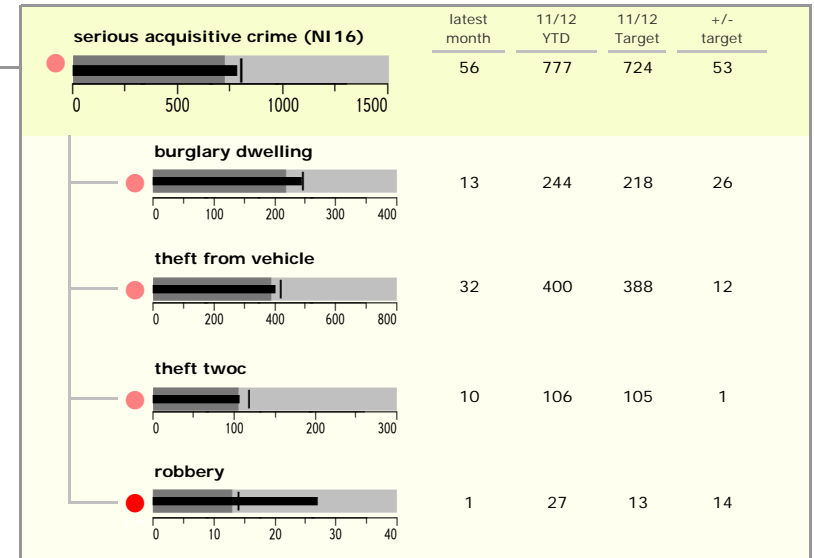 latest 11/12 11/12 +/-
serious acquisitive crime (NI16) month YTD Target target
56 777 724 53
0 500 1000 1500
burglary dwelling
13 244 218 26
0 100 200 300 400
theft from vehicle
32 400 388 12
0 200 400 600 800
theft twoc
10 106 105 1
0 100 200 300
robbery
1 27 13 14
0 10 20 30 40